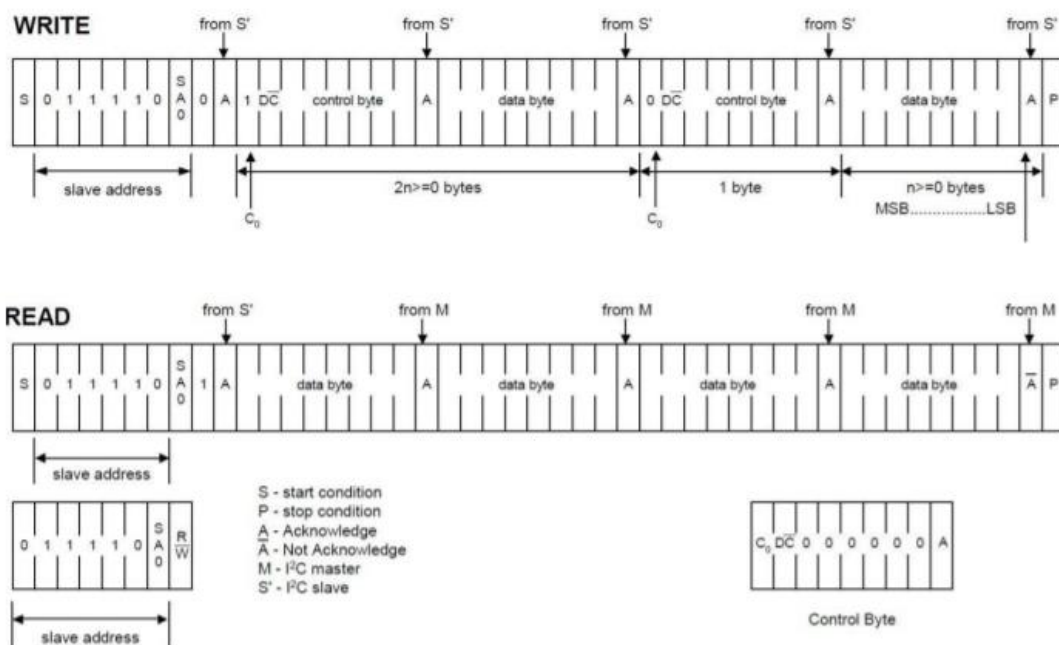 WRITE
from S' from S' from S' from S' from S'
S 0 1 1 1 1 0 SA0 0 A 1 DC̅ control byte A data byte A 0 DC̅ control byte A data byte A P
slave address 2n>=0 bytes 1 byte n>=0 bytes
MSB.................LSB
C₀ C₀
READ
from S' from M from M from M from M
S 0 1 1 1 1 0 SA0 1 A data byte A data byte A data byte A data byte A̅ P
slave address
0 1 1 1 1 0 SA0 R/W̅
slave address
S - start condition
P - stop condition
A - Acknowledge
A̅ - Not Acknowledge
M - I²C master
S' - I²C slave
C₀ DC̅ 0 0 0 0 0 0 A
Control Byte